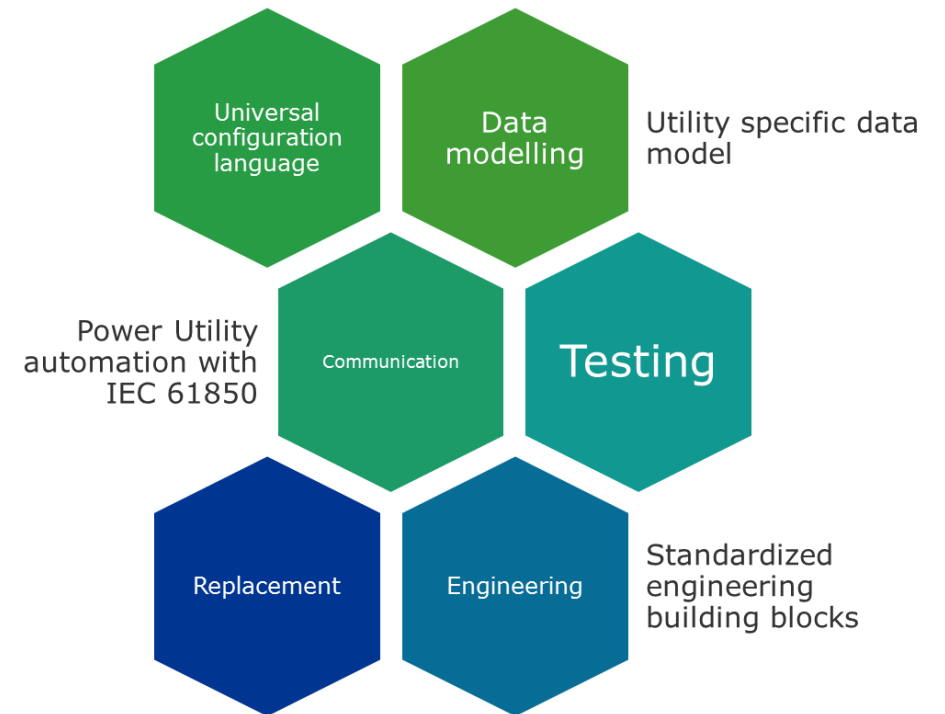 Universal
configuration
language
Data
modelling
Utility specific data
model
Power Utility
automation with
IEC 61850
Communication
Testing
Replacement
Engineering
Standardized
engineering
building blocks